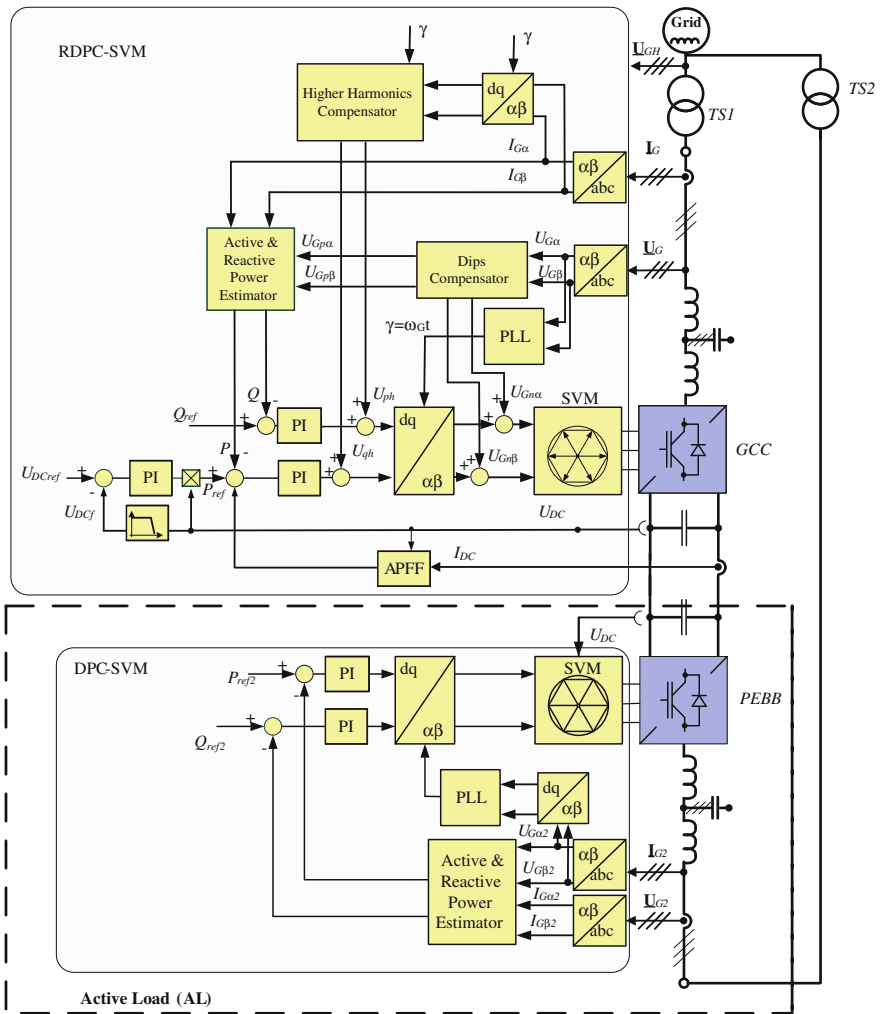 Grid
RDPC-SVM
γ
γ
U_GH
TS1
TS2
Higher Harmonics
Compensator
dq
αβ
I_Gα
I_Gβ
αβ
abc
I_G
Active &
Reactive
Power
Estimator
U_Gpα
U_Gpβ
Dips
Compensator
U_Gα
U_Gβ
αβ
abc
U_G
γ=ω_Gt
PLL
Q
-
U_ph
U_Gnα
SVM
Q_ref
+
PI
+
+
dq
αβ
+
+
GCC
P
-
U_qh
U_Gnβ
U_DCref
+
-
PI
P_ref
+
PI
+
+
+
+
U_DCf
U_DC
APFF
I_DC
U_DC
DPC-SVM
P_ref2
+
-
PI
dq
αβ
SVM
PEBB
Q_ref2
+
-
PI
PLL
dq
αβ
U_Gα2
U_Gβ2
I_Gα2
I_Gβ2
Active &
Reactive
Power
Estimator
αβ
abc
I_G2
αβ
abc
U_G2
Active Load (AL)